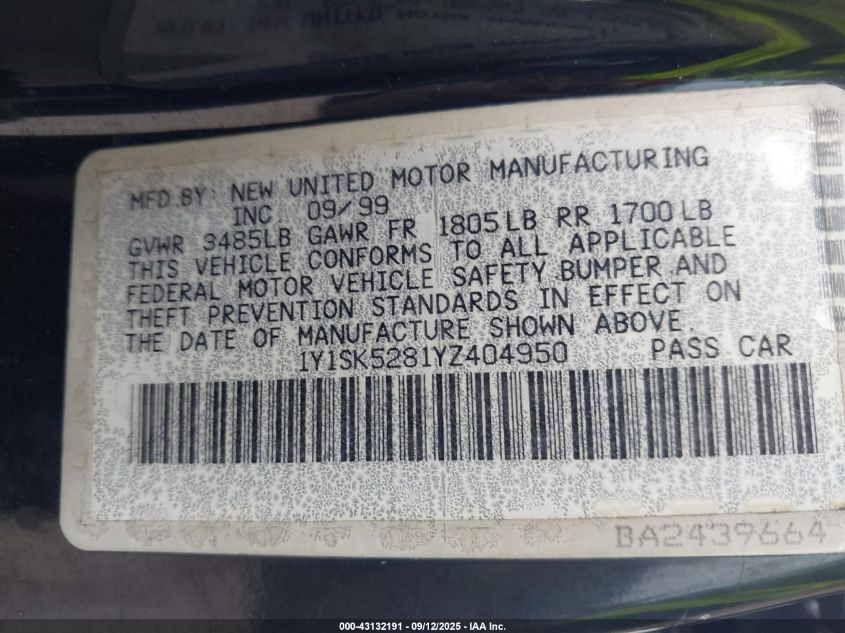 MFD BY: NEW UNITED MOTOR MANUFACTURING
INC. 09/99
GVWR 3485LB GAWR FR 1805LB RR 1700LB
THIS VEHICLE CONFORMS TO ALL APPLICABLE
FEDERAL MOTOR VEHICLE SAFETY,BUMPER,AND
THEFT PREVENTION STANDARDS IN EFFECT ON
THE DATE OF MANUFACTURE SHOWN ABOVE.
1Y1SK5281YZ404950 PASS CAR
BA2439664
000-43132191 - 09/12/2025 - IAA Inc.